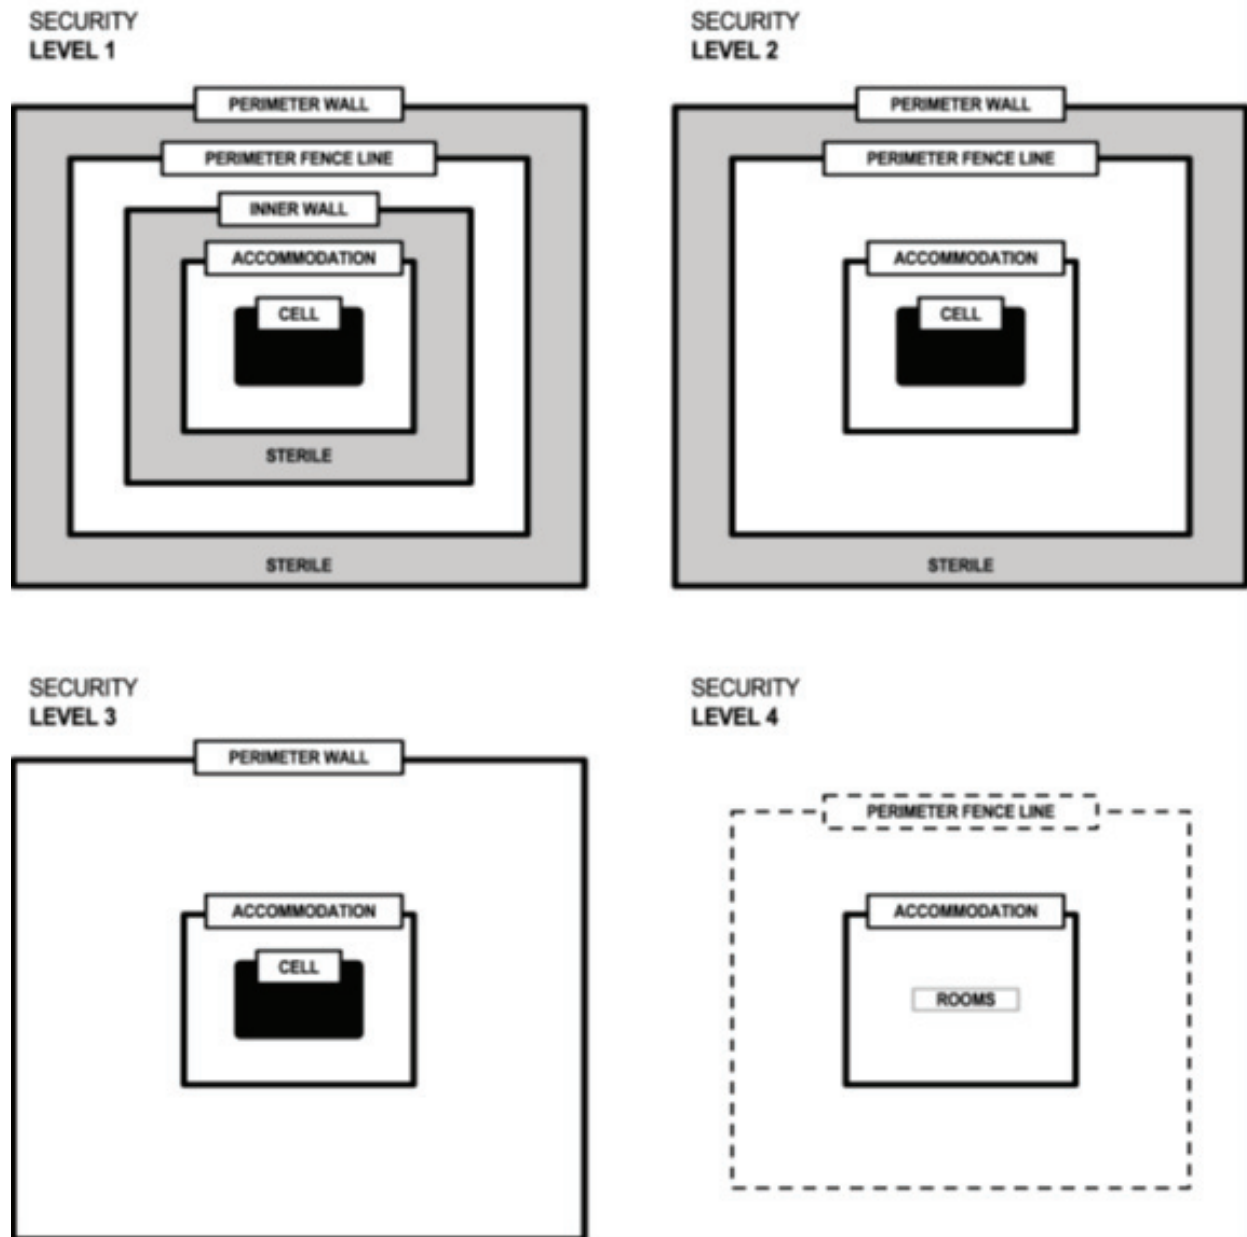 SECURITY
LEVEL 1
PERIMETER WALL
PERIMETER FENCE LINE
INNER WALL
ACCOMMODATION
CELL
STERILE
STERILE
SECURITY
LEVEL 2
PERIMETER WALL
PERIMETER FENCE LINE
ACCOMMODATION
CELL
STERILE
SECURITY
LEVEL 3
PERIMETER WALL
ACCOMMODATION
CELL
SECURITY
LEVEL 4
PERIMETER FENCE LINE
ACCOMMODATION
ROOMS